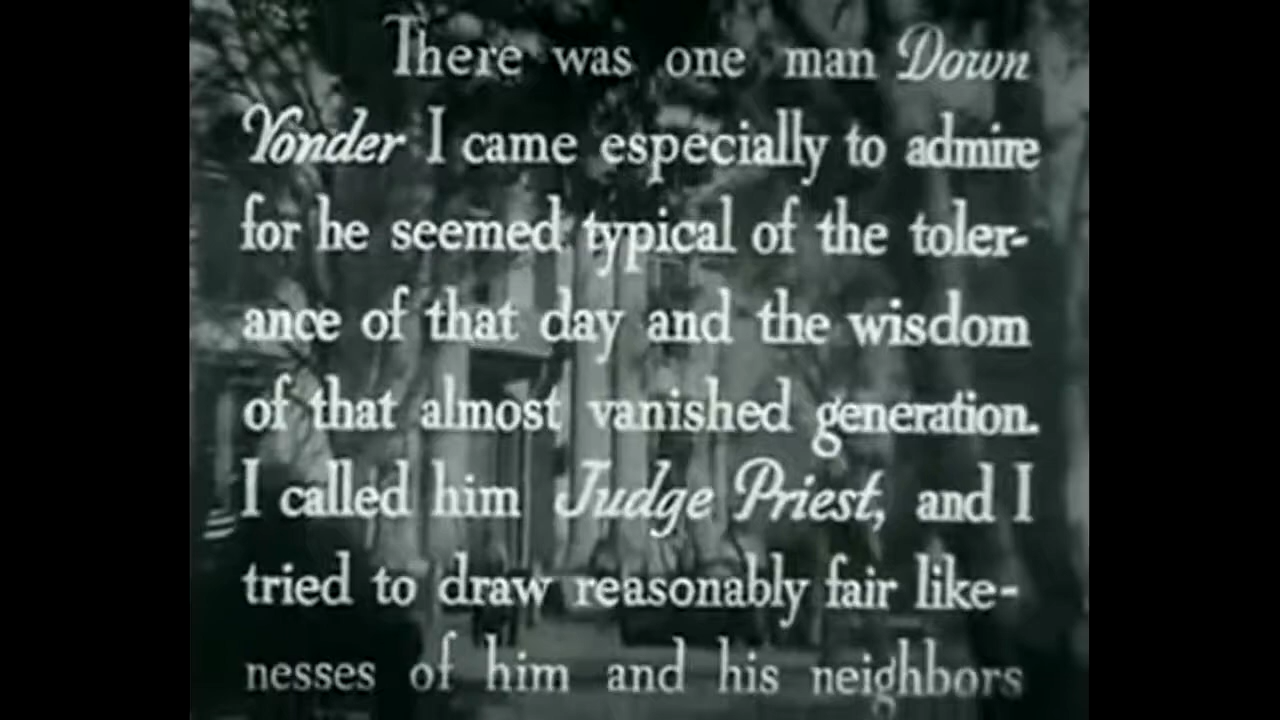 There was one man Down
Yonder I came especially to admire
for he seemed typical of the toler-
ance of that day and the wisdom
of that almost vanished generation.
I called him Judge Priest, and I
tried to draw reasonably fair like-
nesses of him and his neighbors